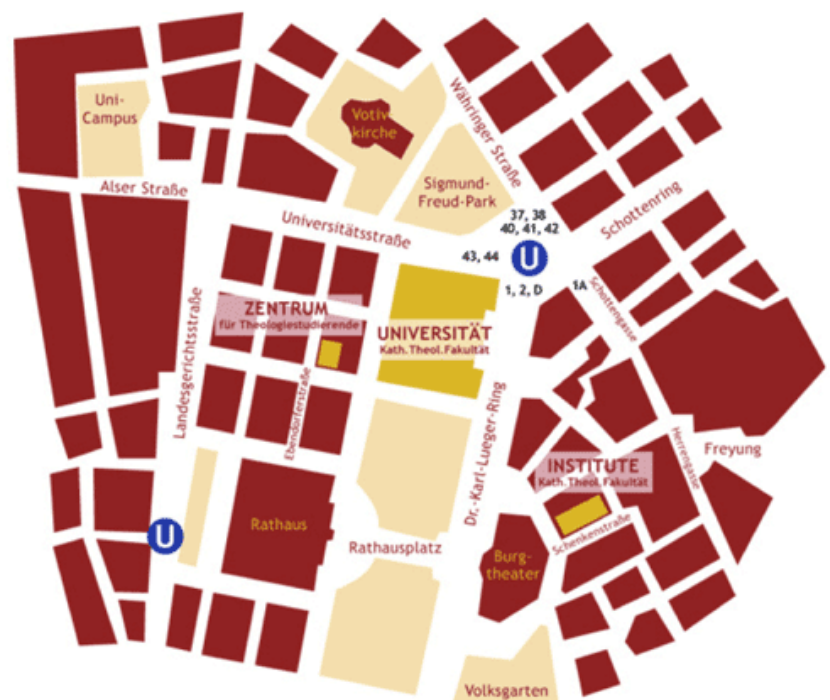 Uni-
Campus
Votiv
kirche
Währinger Straße
Alser Straße
Sigmund-
Freud-Park
Universitätsstraße
37, 38
40, 41, 42
43, 44
U
1, 2, D
1A
Schottenring
Schottengasse
ZENTRUM
für Theologiestudierende
UNIVERSITÄT
Kath.Theol.Fakultät
Landesgerichtsstraße
Ebendorferstraße
Dr.-Karl-Lueger-Ring
Herrengasse
Freyung
INSTITUTE
Kath.Theol.Fakultät
Schenkenstraße
U
Rathaus
Rathausplatz
Burg-
theater
Volksgarten